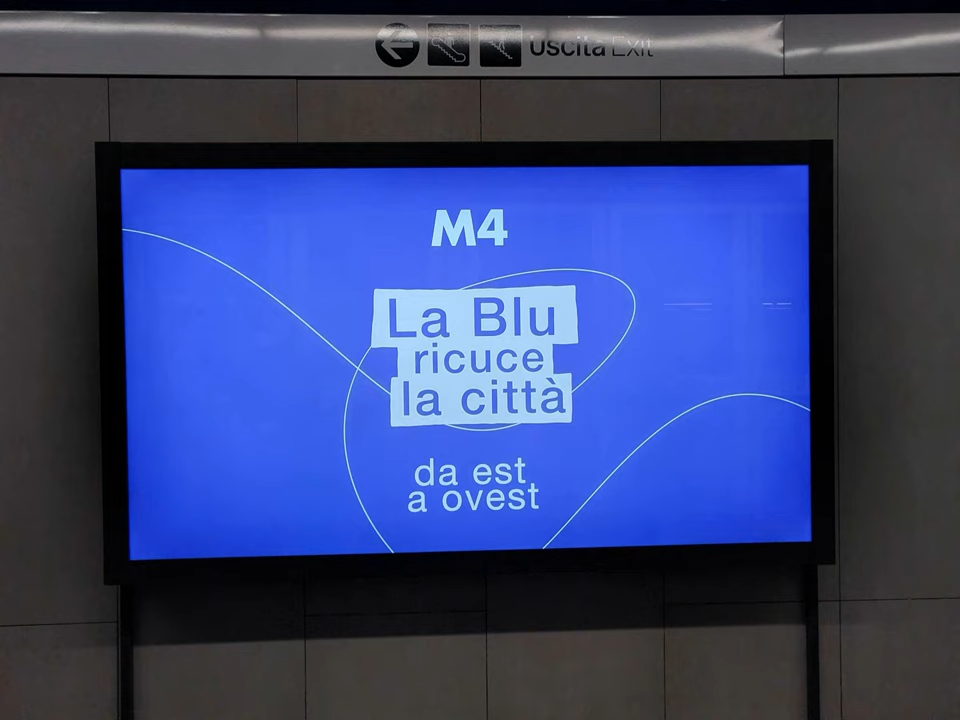 Uscita Exit
M4
La Blu
ricuce
la città
da est
a ovest